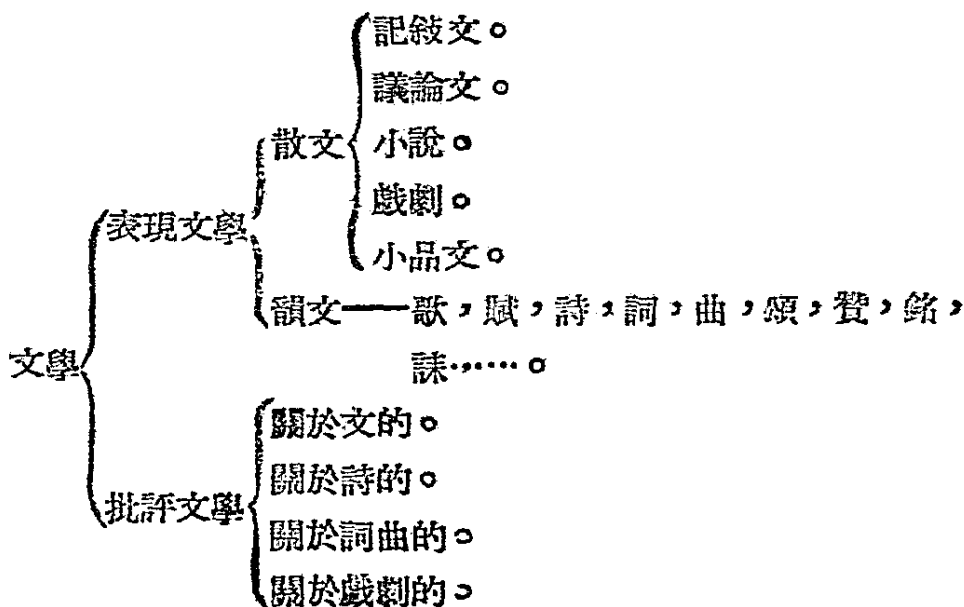 記敍文。
議論文。
散文 小說。
戲劇。
表現文學
小品文。
韻文——歌，賦，詩，詞，曲，頌，贊，銘，
文學
誄……。
關於文的。
關於詩的。
批評文學
關於詞曲的。
關於戲劇的。